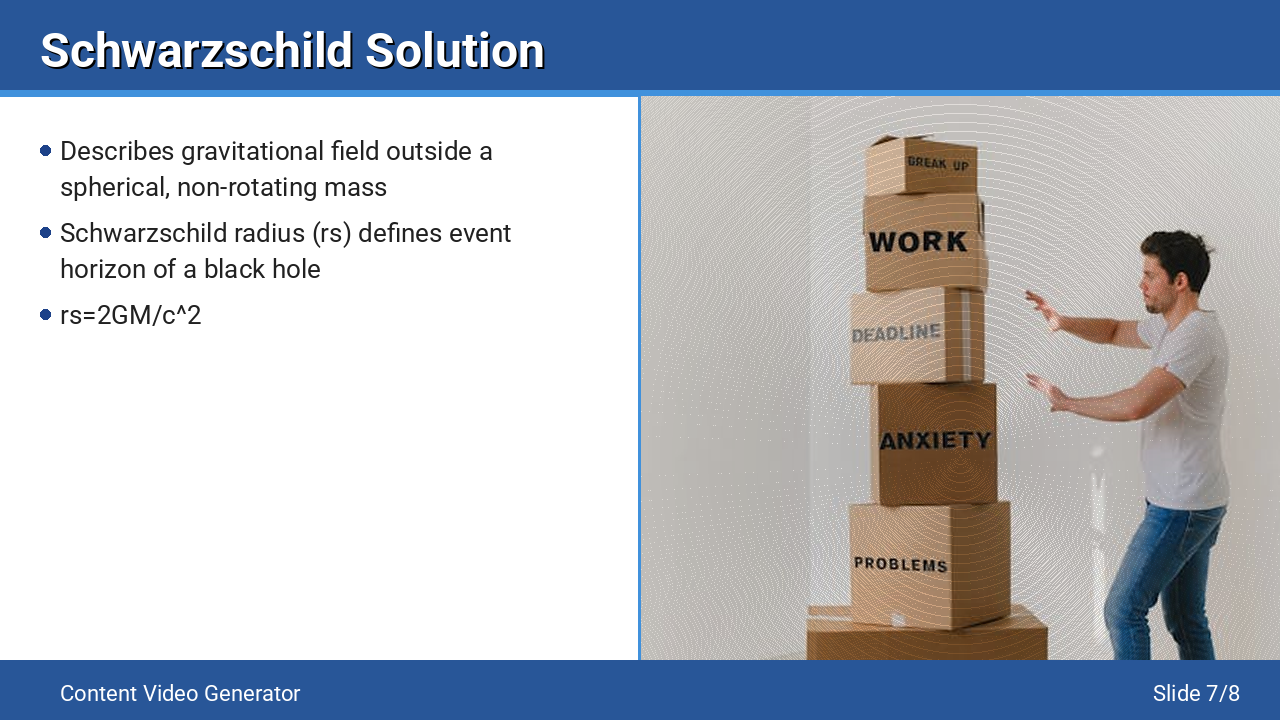 Schwarzschild Solution
Describes gravitational field outside a
spherical, non-rotating mass
Schwarzschild radius (rs) defines event
horizon of a black hole
rs=2GM/c^2
BREAK UP
WORK
DEADLINE
ANXIETY
PROBLEMS
Content Video Generator
Slide 7/8